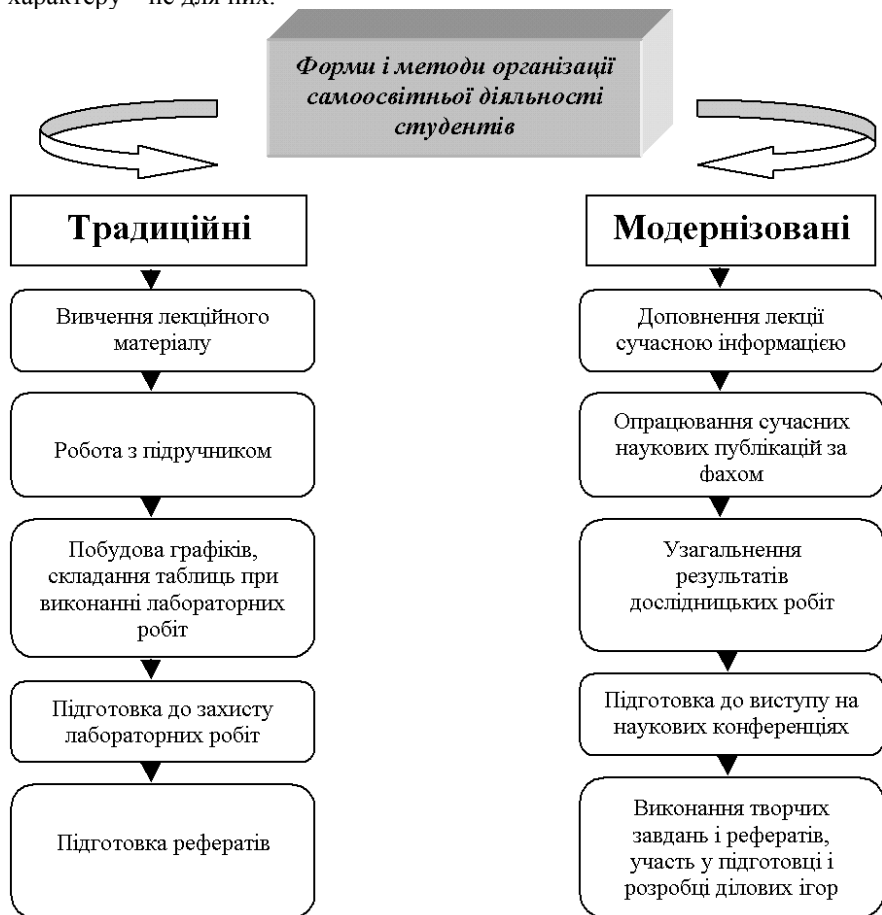 характеру – не для них.
Форми і методи організації
самоосвітньої діяльності
студентів
Традиційні
Вивчення лекційного
матеріалу
Робота з підручником
Побудова графіків,
складання таблиць при
виконанні лабораторних
робіт
Підготовка до захисту
лабораторних робіт
Підготовка рефератів
Модернізовані
Доповнення лекції
сучасною інформацією
Опрацювання сучасних
наукових публікацій за
фахом
Узагальнення
результатів
дослідницьких робіт
Підготовка до виступу на
наукових конференціях
Виконання творчих
завдань і рефератів,
участь у підготовці і
розробці ділових ігор